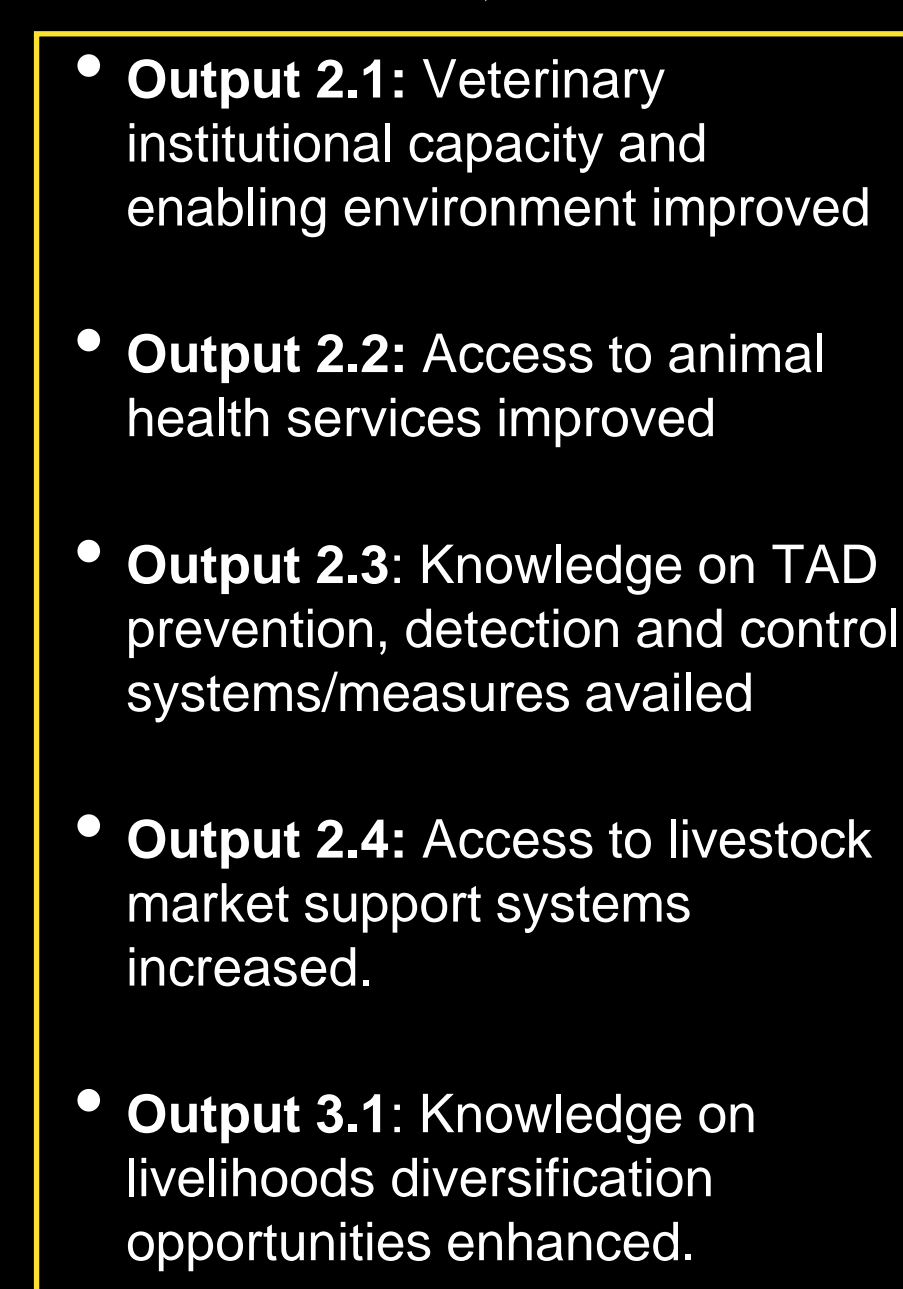 • Output 2.1: Veterinary
institutional capacity and
enabling environment improved
• Output 2.2: Access to animal
health services improved
• Output 2.3: Knowledge on TAD
prevention, detection and control
systems/measures availed
• Output 2.4: Access to livestock
market support systems
increased.
• Output 3.1: Knowledge on
livelihoods diversification
opportunities enhanced.